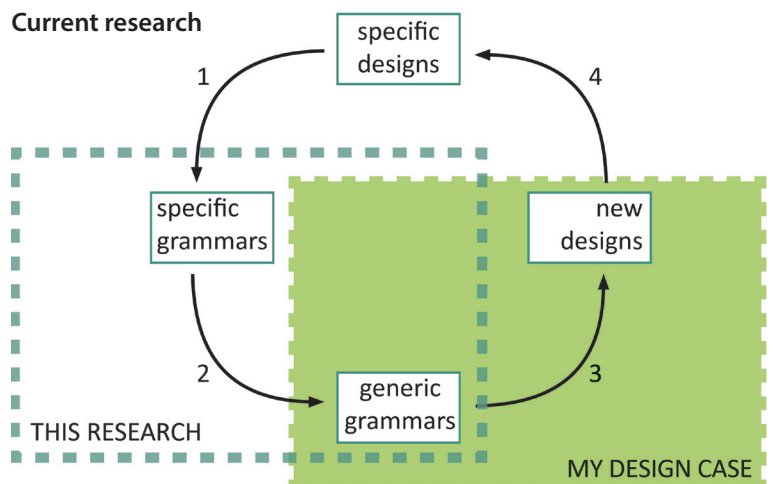 Current research
specific
designs
1
4
specific
grammars
new
designs
2
3
generic
grammars
THIS RESEARCH
MY DESIGN CASE